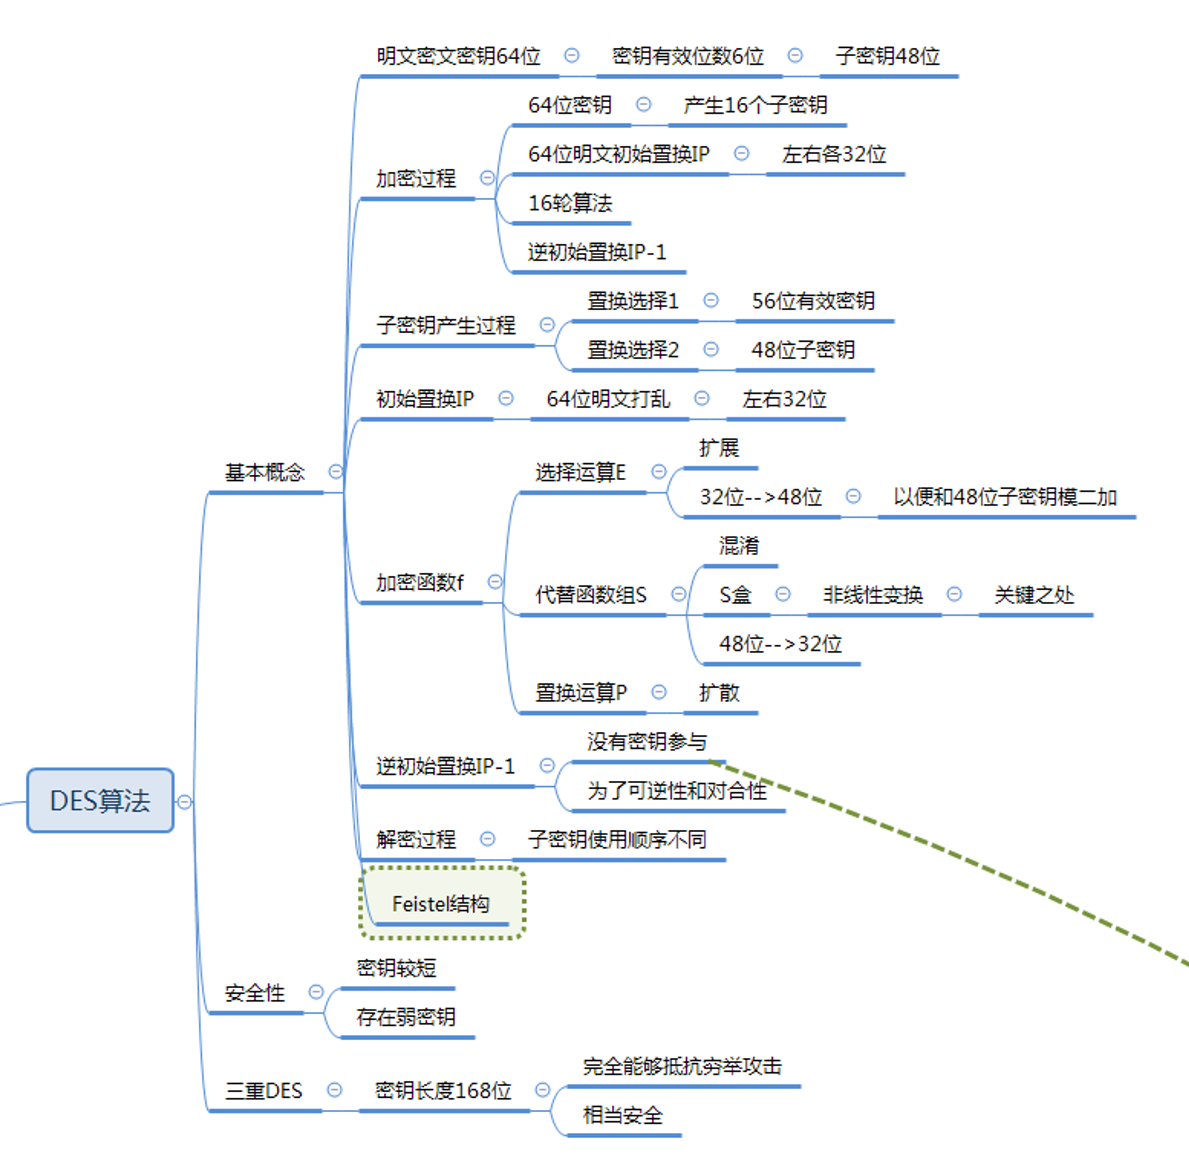 明文密文密钥64位
密钥有效位数6位
子密钥48位
64位密钥
产生16个子密钥
64位明文初始置换IP
左右各32位
加密过程
16轮算法
逆初始置换IP-1
置换选择1
56位有效密钥
子密钥产生过程
置换选择2
48位子密钥
初始置换IP
64位明文打乱
左右32位
扩展
基本概念
选择运算E
32位-->48位
以便和48位子密钥模二加
混淆
加密函数f
代替函数组S
S盒
非线性变换
关键之处
48位-->32位
置换运算P
扩散
没有密钥参与
逆初始置换IP-1
为了可逆性和对合性
DES算法
解密过程
子密钥使用顺序不同
Feistel结构
密钥较短
安全性
存在弱密钥
完全能够抵抗穷举攻击
三重DES
密钥长度168位
相当安全